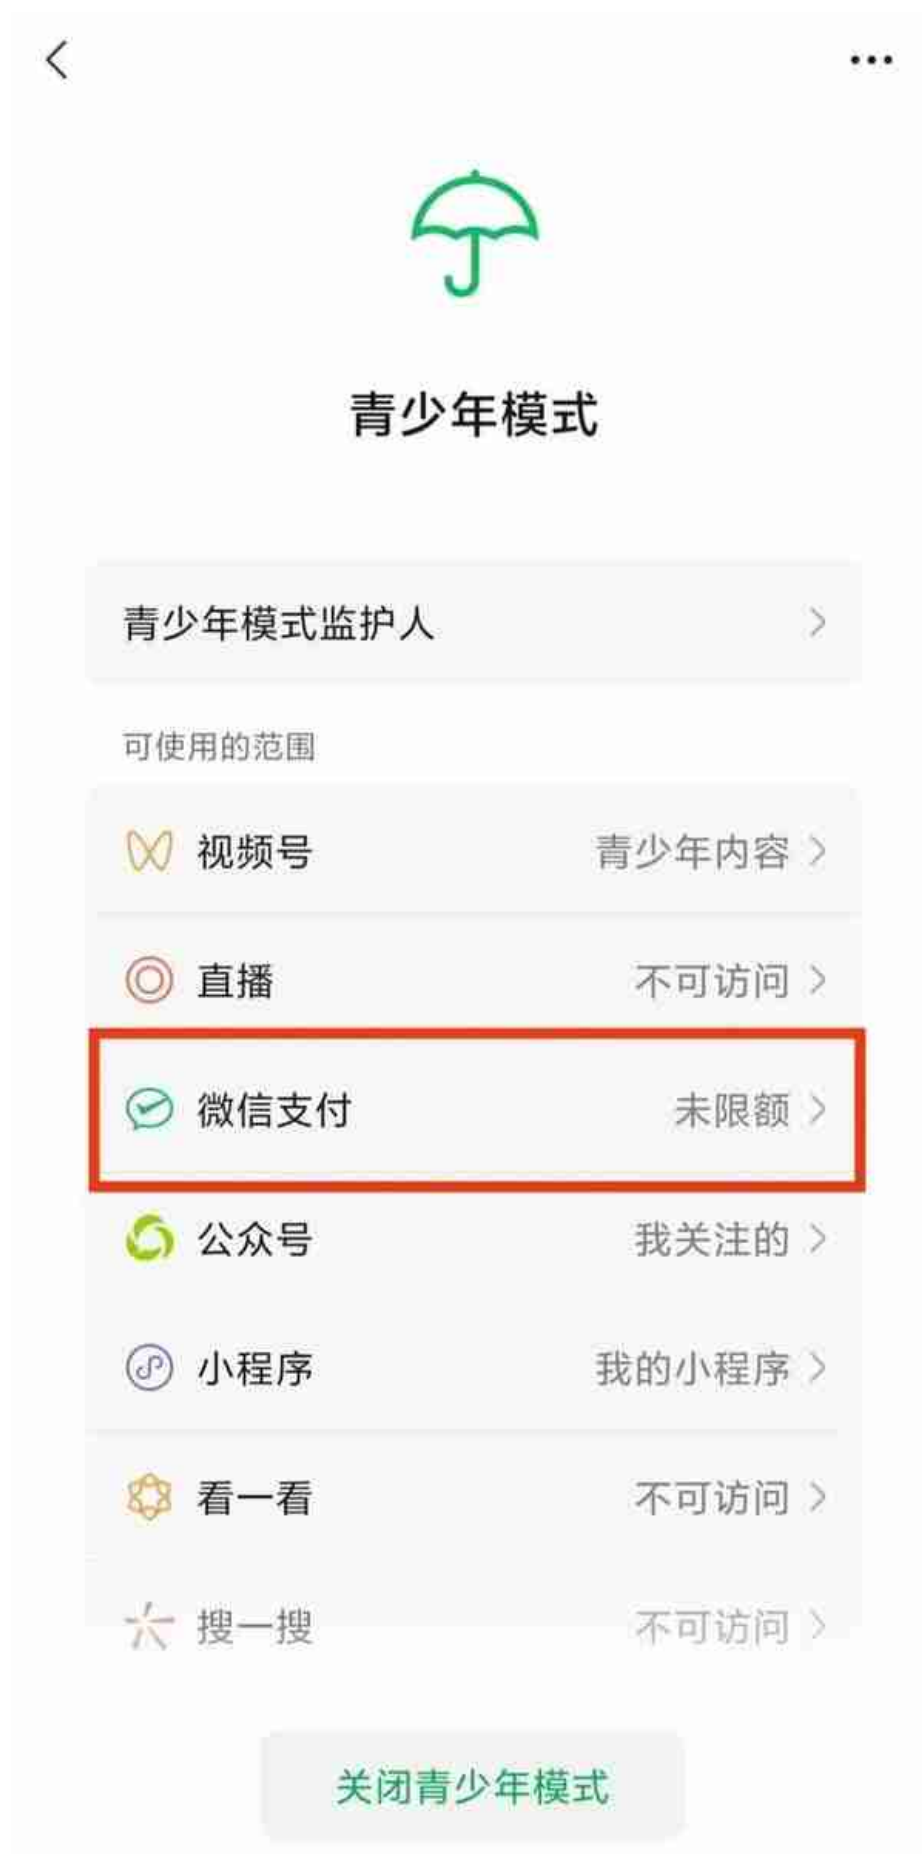 青少年模式
青少年模式监护人
可使用的范围
视频号 青少年内容
直播 不可访问
微信支付 未限额
公众号 我关注的
小程序 我的小程序
看一看 不可访问
搜一搜 不可访问
关闭青少年模式